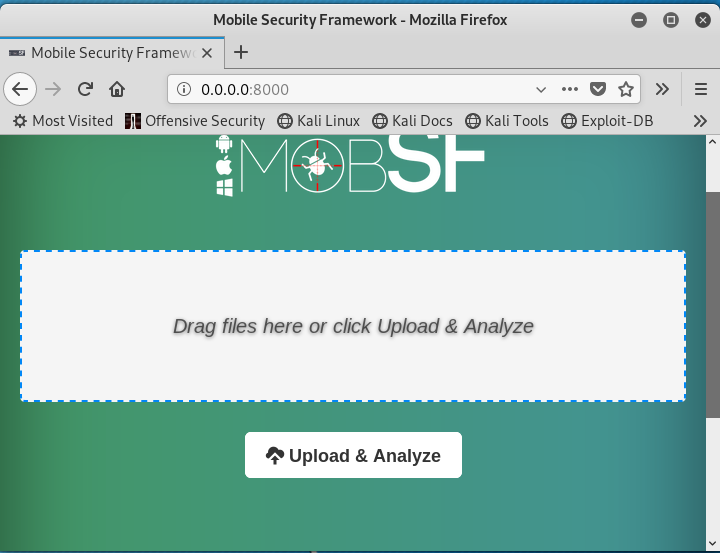 Mobile Security Framework - Mozilla Firefox
Mobile Security Framewo
0.0.0.0:8000
Most Visited Offensive Security Kali Linux Kali Docs Kali Tools Exploit-DB
MOBSF
Drag files here or click Upload & Analyze
Upload & Analyze